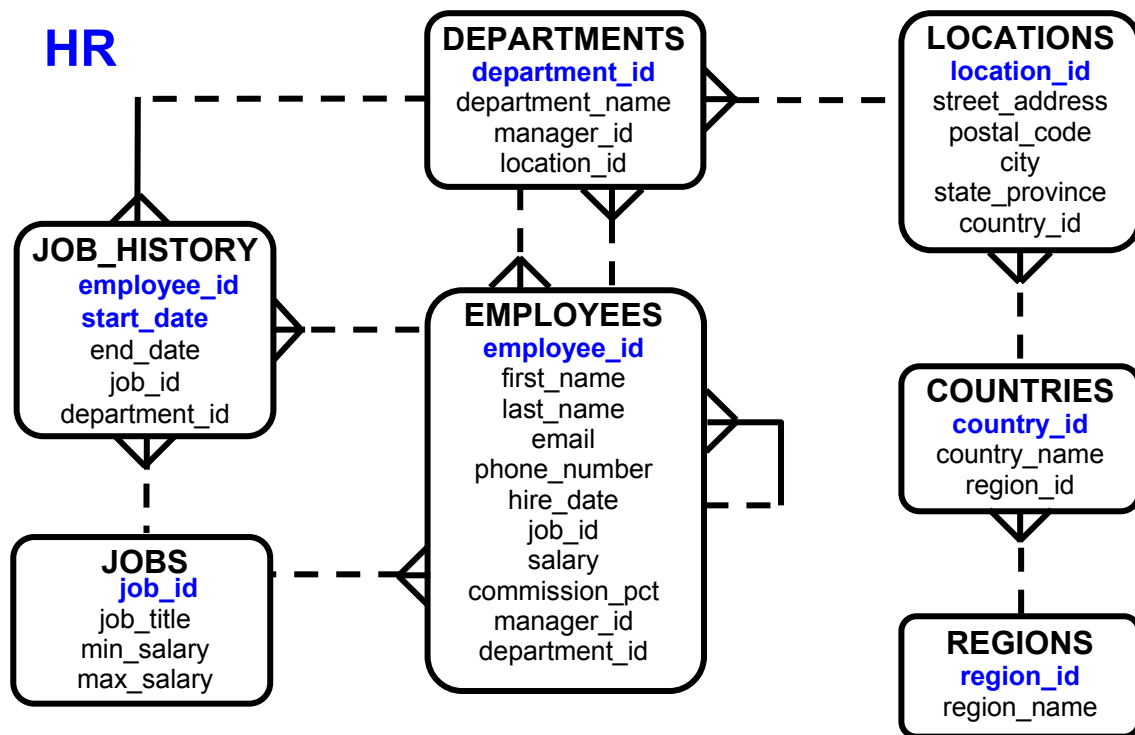 HR
DEPARTMENTS
department_id
department_name
manager_id
location_id
LOCATIONS
location_id
street_address
postal_code
city
state_province
country_id
JOB_HISTORY
employee_id
start_date
end_date
job_id
department_id
EMPLOYEES
employee_id
first_name
last_name
email
phone_number
hire_date
job_id
salary
commission_pct
manager_id
department_id
COUNTRIES
country_id
country_name
region_id
JOBS
job_id
job_title
min_salary
max_salary
REGIONS
region_id
region_name